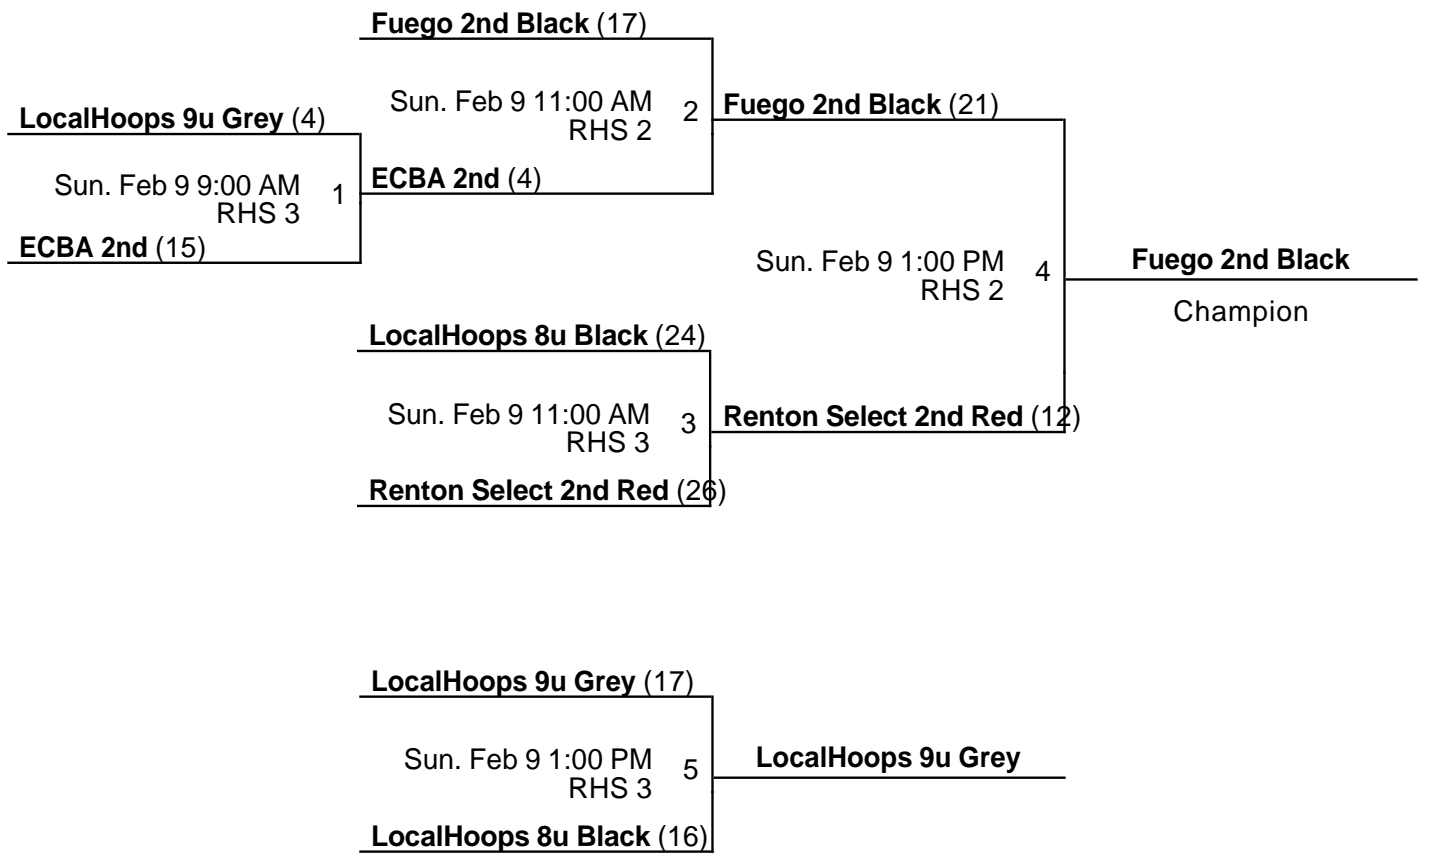 Fuego 2nd Black (17)
Sun. Feb 9 11:00 AM
RHS 2
2
Fuego 2nd Black (21)
LocalHoops 9u Grey (4)
Sun. Feb 9 9:00 AM
RHS 3
1
ECBA 2nd (4)
ECBA 2nd (15)
Sun. Feb 9 1:00 PM
RHS 2
4
Fuego 2nd Black
Champion
LocalHoops 8u Black (24)
Sun. Feb 9 11:00 AM
RHS 3
3
Renton Select 2nd Red (12)
Renton Select 2nd Red (26)
LocalHoops 9u Grey (17)
Sun. Feb 9 1:00 PM
RHS 3
5
LocalHoops 9u Grey
LocalHoops 8u Black (16)